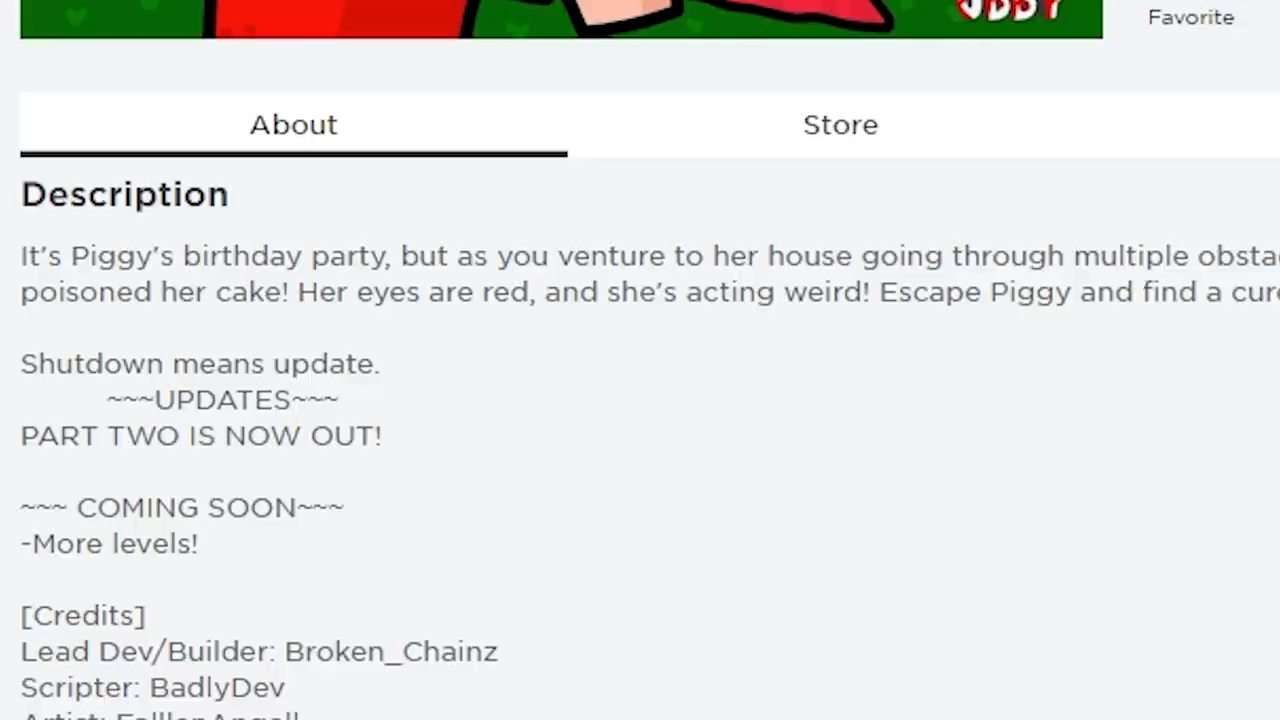 Favorite
About
Store
Description
It's Piggy's birthday party, but as you venture to her house going through multiple
poisoned her cake! Her eyes are red, and she's acting weird! Escape Piggy and find a
Shutdown means update.
~~~UPDATES~~~
PART TWO IS NOW OUT!
~~~ COMING SOON~~~
-More levels!
[Credits]
Lead Dev/Builder: Broken_Chainz
Scripter: BadlyDev